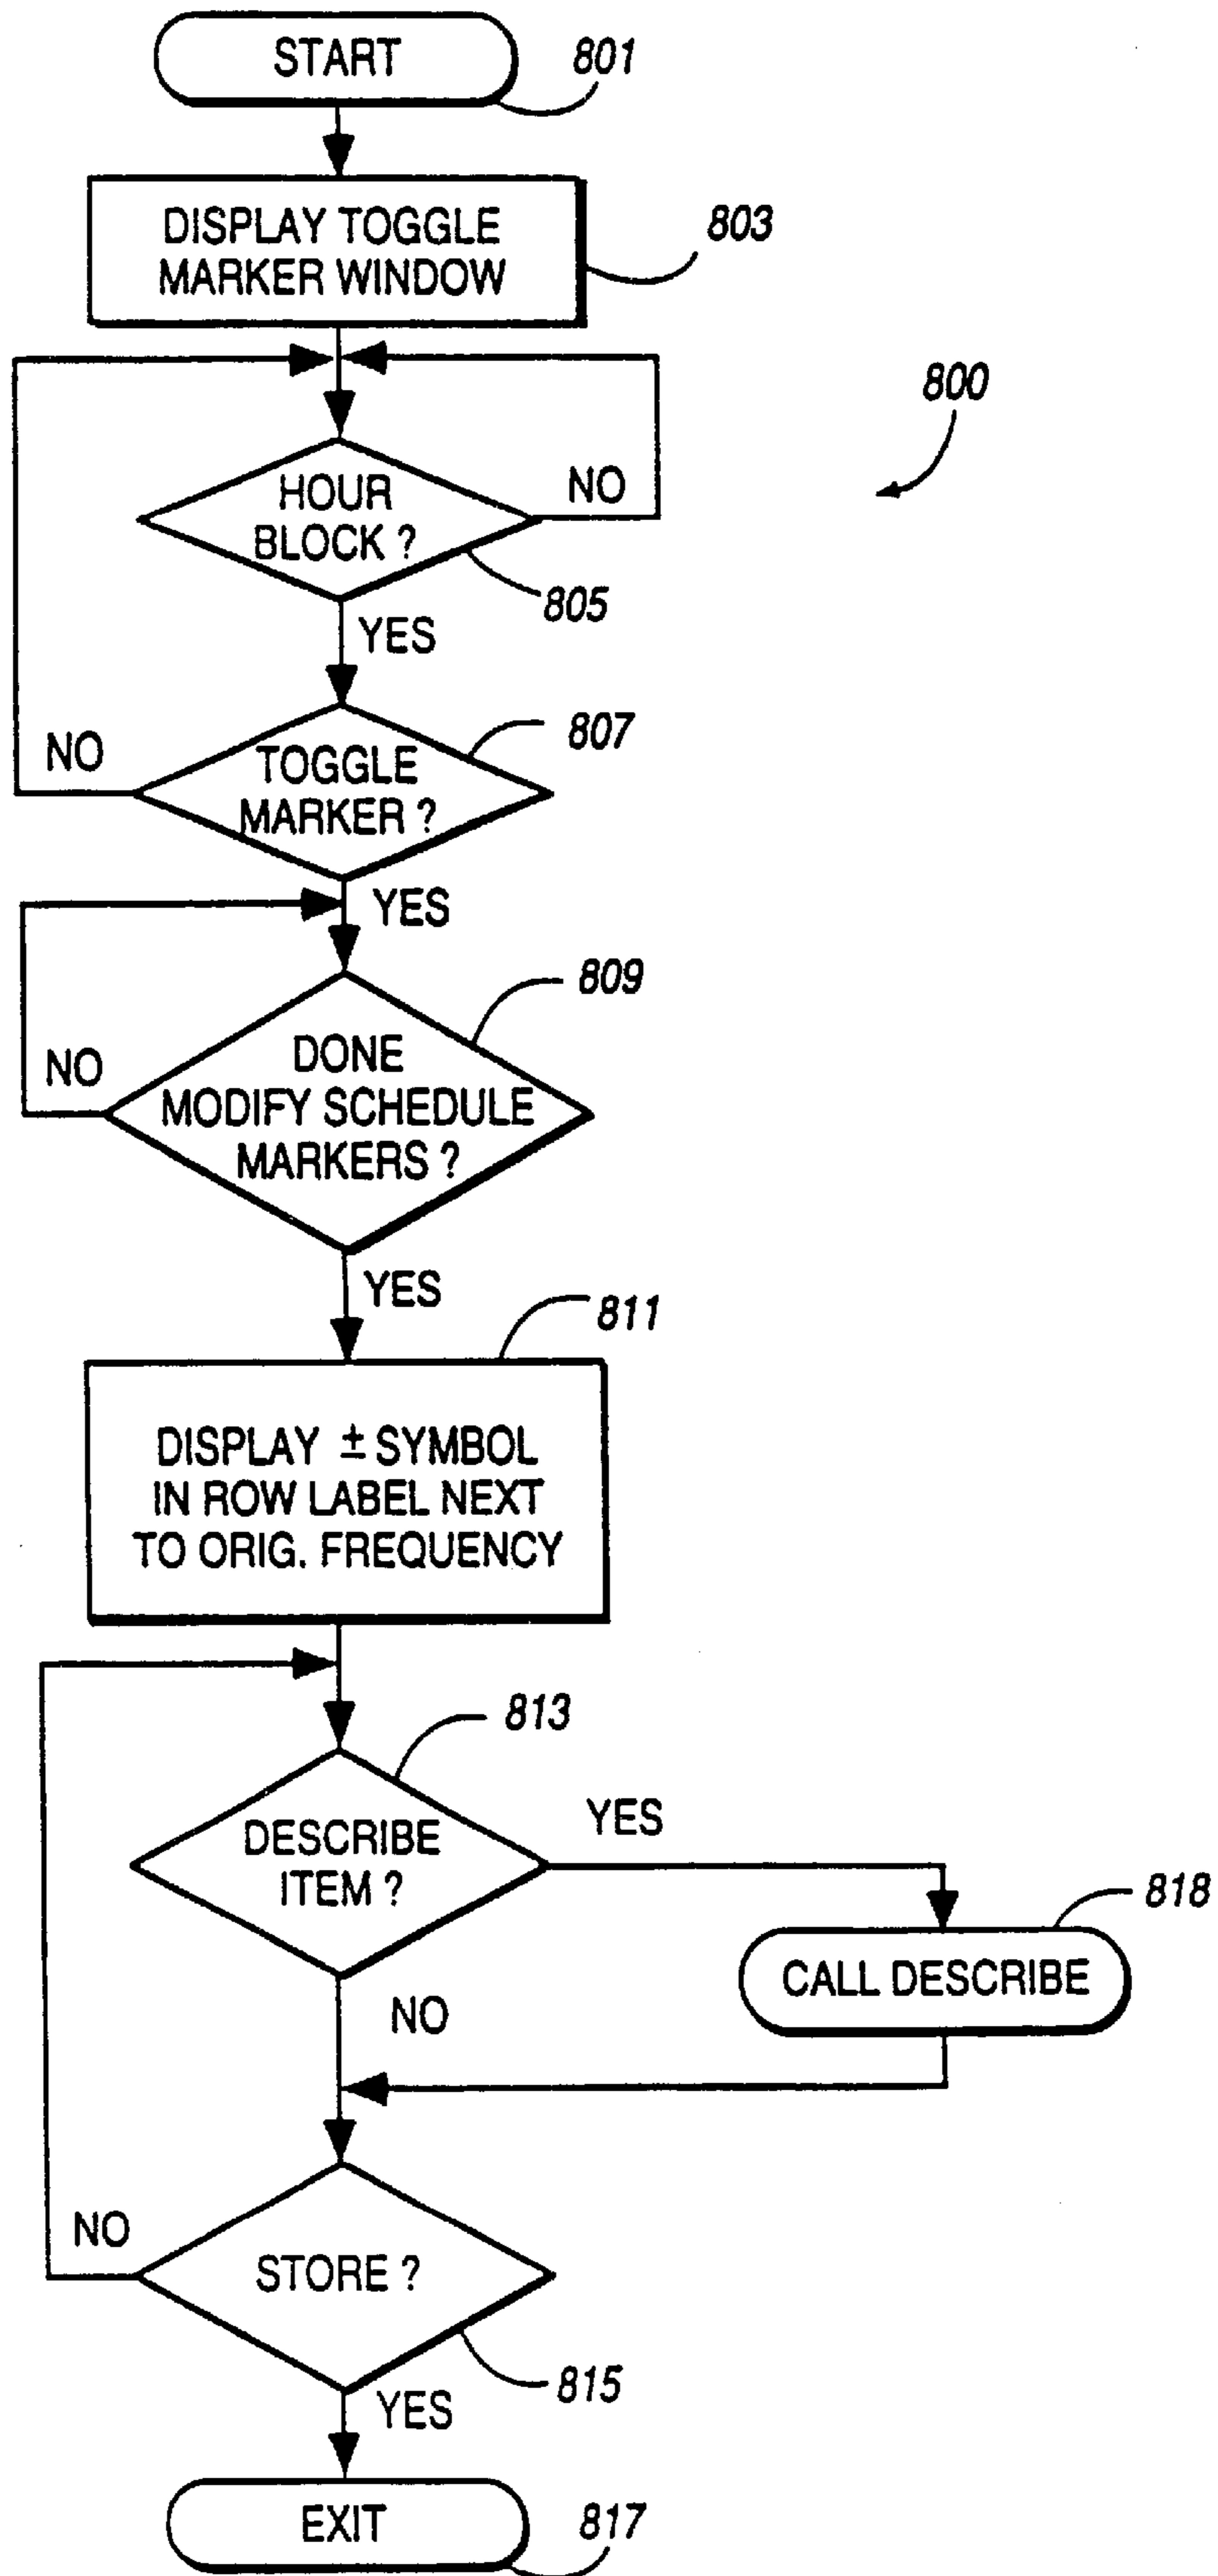 START
801
DISPLAY TOGGLE
MARKER WINDOW
803
800
HOUR
BLOCK ?
NO
805
YES
807
NO
TOGGLE
MARKER ?
YES
809
NO
DONE
MODIFY SCHEDULE
MARKERS ?
YES
811
DISPLAY ± SYMBOL
IN ROW LABEL NEXT
TO ORIG. FREQUENCY
813
DESCRIBE
ITEM ?
YES
818
CALL DESCRIBE
NO
NO
STORE ?
815
YES
EXIT
817